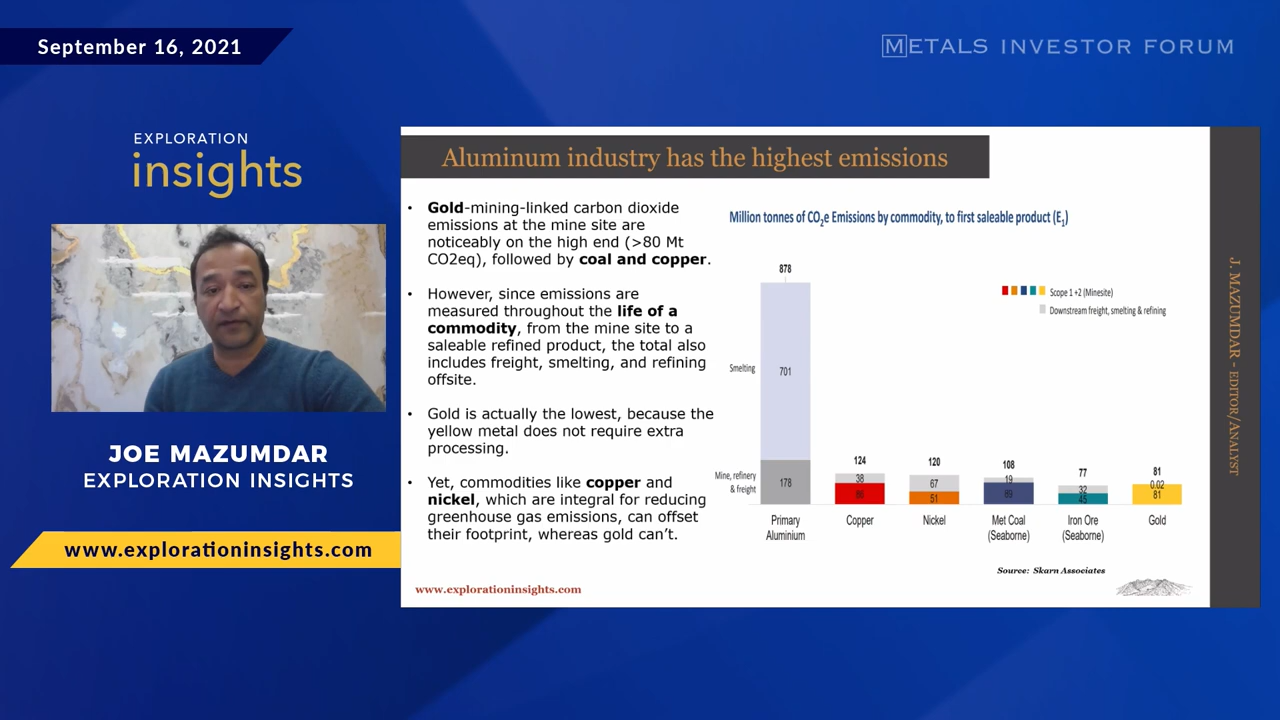 September 16, 2021
METALS INVESTOR FORUM
EXPLORATION
insights
JOE MAZUMDAR
EXPLORATION INSIGHTS
www.explorationinsights.com
Aluminum industry has the highest emissions
• Gold-mining-linked carbon dioxide
emissions at the mine site are
noticeably on the high end (>80 Mt
CO2eq), followed by coal and copper.
• However, since emissions are
measured throughout the life of a
commodity, from the mine site to a
saleable refined product, the total also
includes freight, smelting, and refining
offsite.
• Gold is actually the lowest, because the
yellow metal does not require extra
processing.
• Yet, commodities like copper and
nickel, which are integral for reducing
greenhouse gas emissions, can offset
their footprint, whereas gold can't.
www.explorationinsights.com
Million tonnes of CO₂e Emissions by commodity, to first saleable product (E₁)
Scope 1 +2 (Minesite)
Downstream freight, smelting & refining
878
Smelting
701
Mine, refinery
& freight
178
124
38
86
120
67
51
108
19
89
77
32
45
81
0.02
81
Primary
Aluminium
Copper
Nickel
Met Coal
(Seaborne)
Iron Ore
(Seaborne)
Gold
Source: Skarn Associates
J. MAZUMDAR - EDITOR/ANALYST